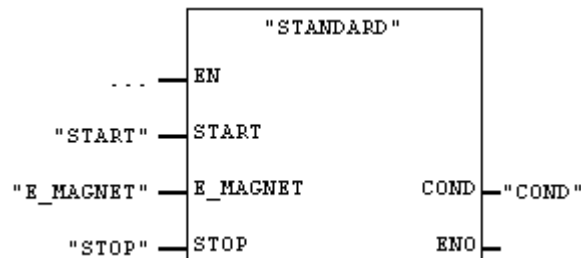 "STANDARD"
... EN
"START" START
"E_MAGNET" E_MAGNET COND "COND"
"STOP" STOP ENO